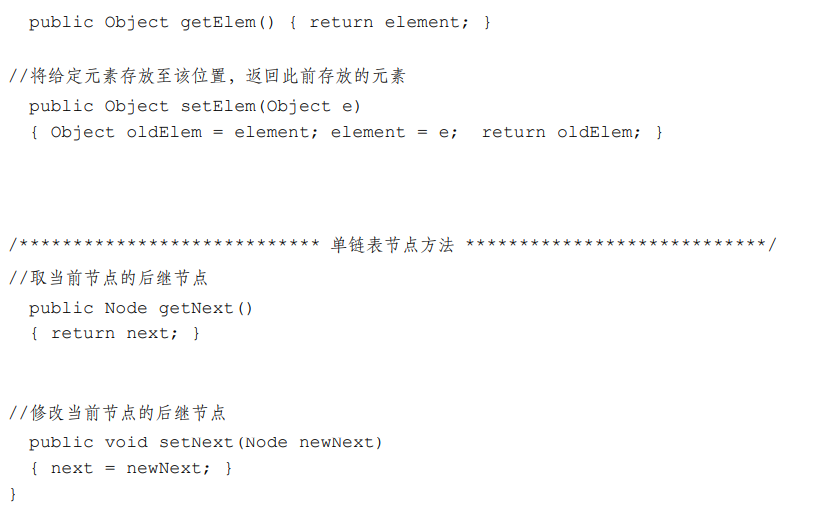 public Object getElem() { return element; }
//将给定元素存放至该位置，返回此前存放的元素
public Object setElem(Object e)
{ Object oldElem = element; element = e;  return oldElem; }
/**************************** 单链表节点方法 ****************************/
//取当前节点的后继节点
public Node getNext()
{ return next; }
//修改当前节点的后继节点
public void setNext(Node newNext)
{ next = newNext; }
}